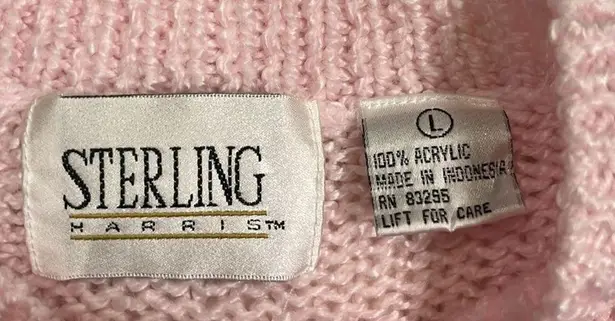 STERLING
HARRIS™
L
100% ACRYLIC
MADE IN INDONESIA
RN 83295
LIFT FOR CARE